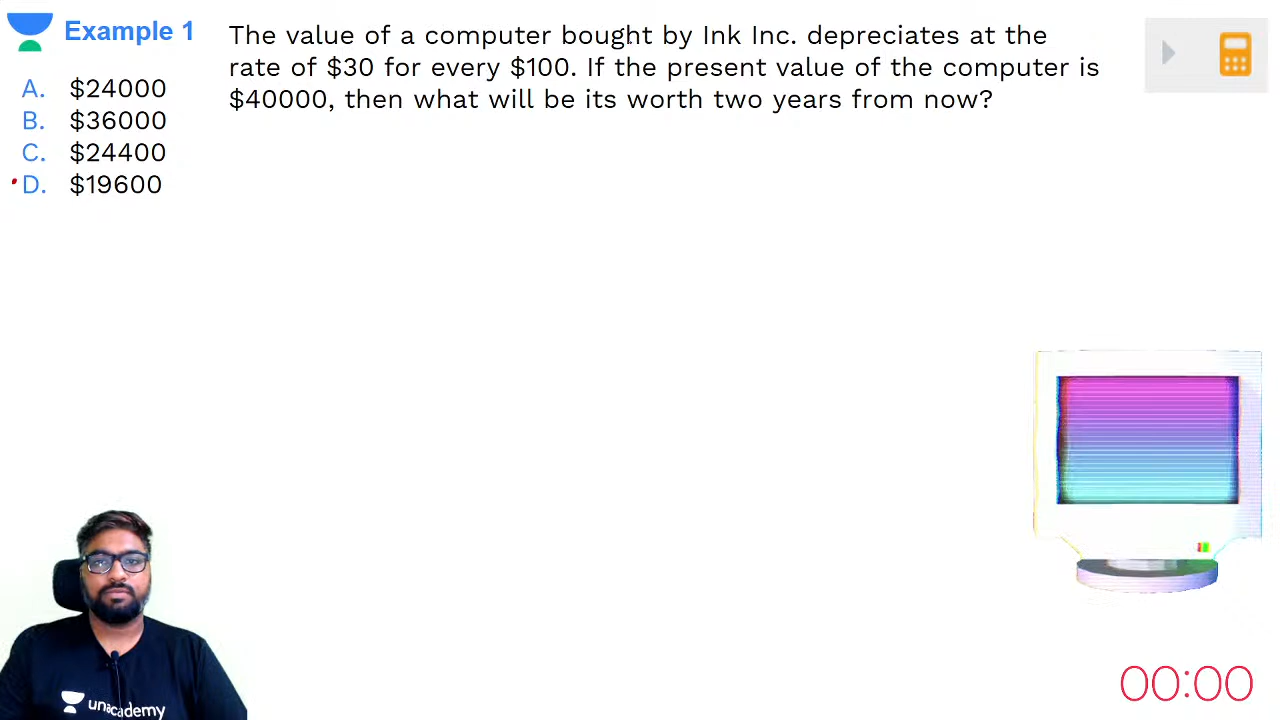 Example 1
The value of a computer bought by Ink Inc. depreciates at the
rate of $30 for every $100. If the present value of the computer is
$40000, then what will be its worth two years from now?
A. $24000
B. $36000
C. $24400
D. $19600
unacademy
00:00